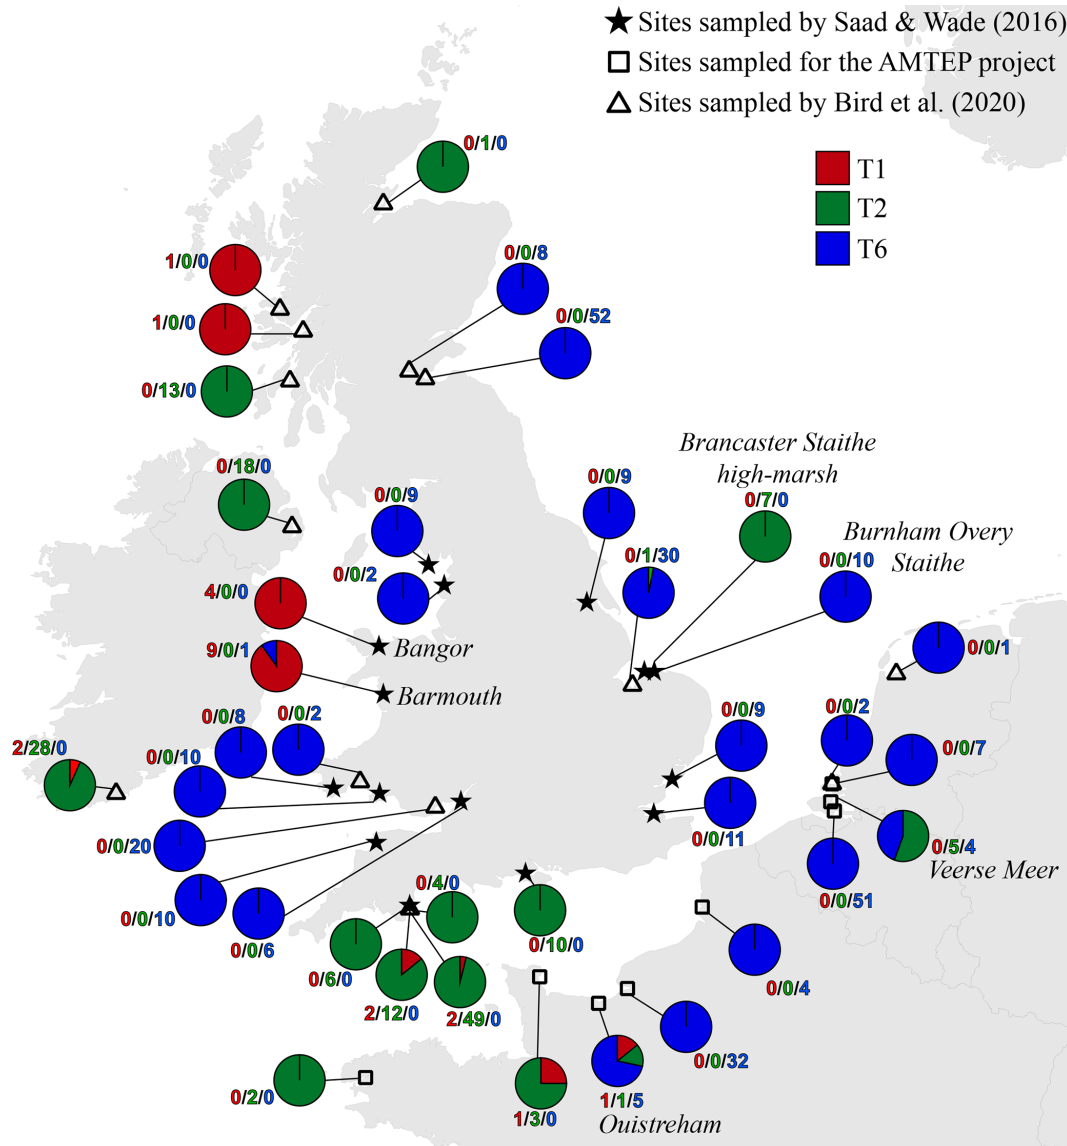 Sites sampled by Saad & Wade (2016)
Sites sampled for the AMTEP project
Sites sampled by Bird et al. (2020)
T1
T2
T6
0/1/0
1/0/0
0/0/8
1/0/0
0/0/52
0/13/0
Brancaster Staithe
high-marsh
0/18/0
0/0/9
0/0/9
0/7/0
Burnham Overy
Staithe
0/1/30
0/0/10
0/0/2
4/0/0
Bangor
0/0/1
9/0/1
Barmouth
0/0/8
0/0/2
0/0/9
0/0/2
2/28/0
0/0/10
0/0/7
0/0/20
0/0/11
0/5/4
Veerse Meer
0/0/51
0/4/0
0/0/10
0/0/6
0/10/0
0/6/0
2/12/0
2/49/0
0/0/4
0/0/32
0/2/0
1/3/0
1/1/5
Ouistreham